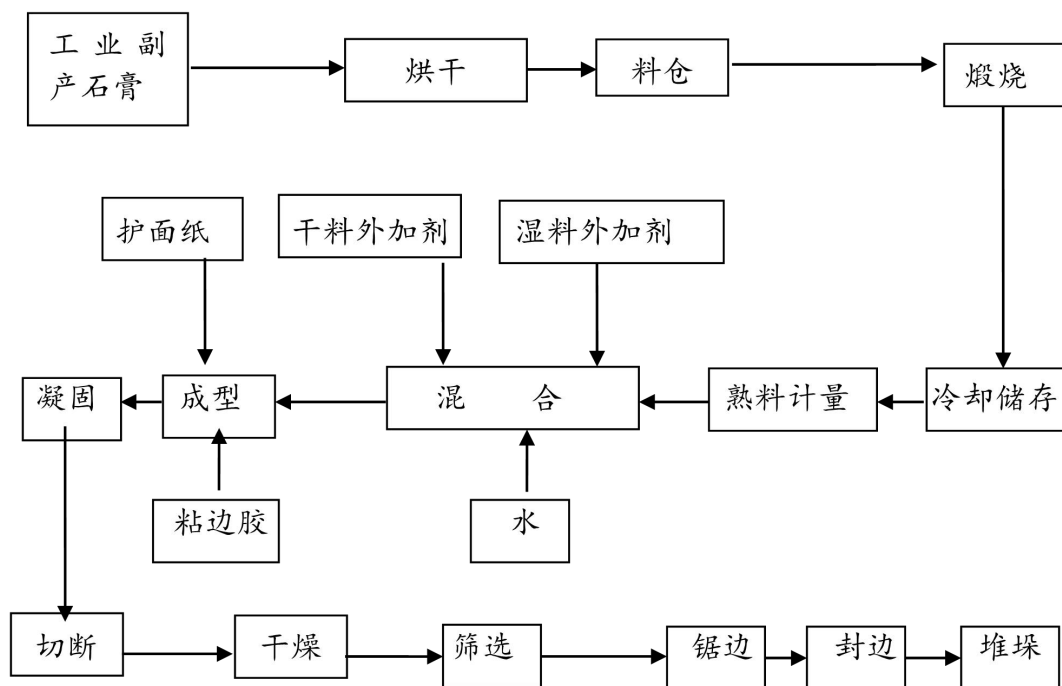 工业副
产石膏
烘干
料仓
煅烧
护面纸
干料外加剂
湿料外加剂
凝固
成型
混 合
熟料计量
冷却储存
粘边胶
水
切断
干燥
筛选
锯边
封边
堆垛